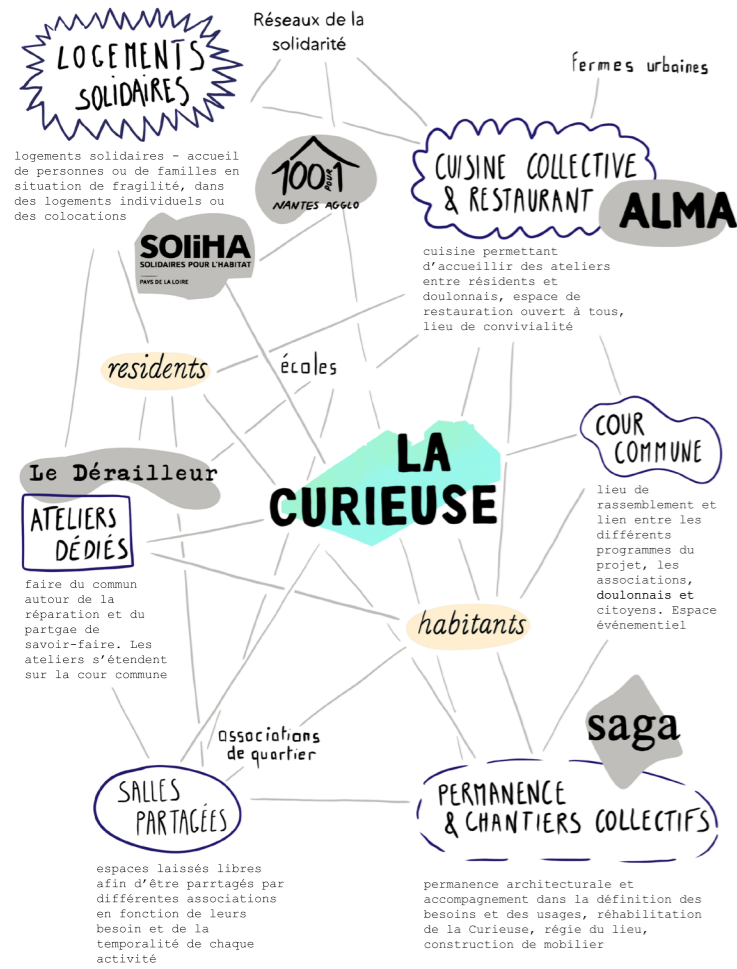 LOGEMENTS
SOLIDAIRES
logements solidaires - accueil
de personnes ou de familles en
situation de fragilité, dans
des logements individuels ou
des colocations
Réseaux de la
solidarité
fermes urbaines
100 POUR 1
NANTES AGGLO
CUISINE COLLECTIVE
& RESTAURANT
ALMA
cuisine permettant
d'accueillir des ateliers
entre résidents et
doulonnais, espace de
restauration ouvert à tous,
lieu de convivialité
SOliHA
SOLIDAIRES POUR L'HABITAT
PAYS DE LA LOIRE
residents
écoles
LA
CURIEUSE
COUR
COMMUNE
lieu de
rassemblement et
lien entre les
différents
programmes du
projet, les
associations,
doulonnais et
citoyens. Espace
événementiel
Le Dérailleur
ATELIERS
DÉDIÉS
faire du commun
autour de la
réparation et du
partgae de
savoir-faire. Les
ateliers s'étendent
sur la cour commune
habitants
associations
de quartier
saga
SALLES
PARTAGÉES
espaces laissés libres
afin d'être parrtagés par
différentes associations
en fonction de leurs
besoin et de la
temporalité de chaque
activité
PERMANENCE
& CHANTIERS COLLECTIFS
permanence architecturale et
accompagnement dans la définition des
besoins et des usages, réhabilitation
de la Curieuse, régie du lieu,
construction de mobilier